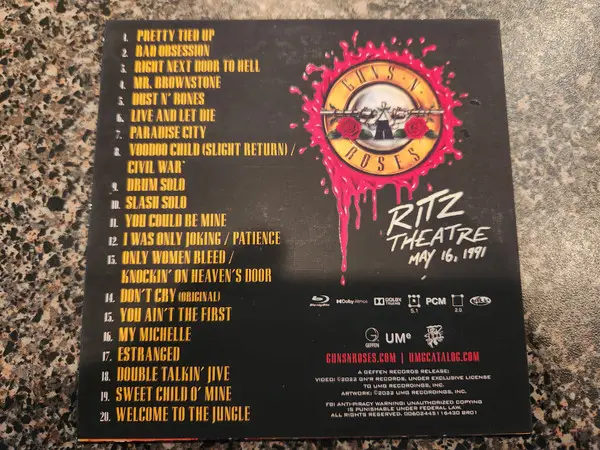 1. PRETTY TIED UP
2. BAD OBSESSION
3. RIGHT NEXT DOOR TO HELL
4. MR. BROWNSTONE
5. DUST N' BONES
6. LIVE AND LET DIE
7. PARADISE CITY
8. VOODOO CHILD (SLIGHT RETURN) /
CIVIL WAR*
9. DRUM SOLO
10. SLASH SOLO
11. YOU COULD BE MINE
12. I WAS ONLY JOKING / PATIENCE
13. ONLY WOMEN BLEED /
KNOCKIN' ON HEAVEN'S DOOR
14. DON'T CRY (ORIGINAL)
15. YOU AIN'T THE FIRST
16. MY MICHELLE
17. ESTRANGED
18. DOUBLE TALKIN' JIVE
19. SWEET CHILD O' MINE
20. WELCOME TO THE JUNGLE
GUNS N'
ROSES
RITZ
THEATRE
MAY 16, 1991
Blu-ray Disc
Dolby Atmos
DOLBY
5.1
PCM
2.0
GEFFEN
UMe
GUNSNROSES.COM | UMGCATALOG.COM
A GEFFEN RECORDS RELEASE;
VIDEO: ©2022 GN'R RECORDS, UNDER EXCLUSIVE LICENSE
TO UMG RECORDINGS, INC.
ARTWORK: ©2022 UMG RECORDINGS, INC.
FBI ANTI-PIRACY WARNING: UNAUTHORIZED COPYING
IS PUNISHABLE UNDER FEDERAL LAW.
ALL RIGHTS RESERVED.